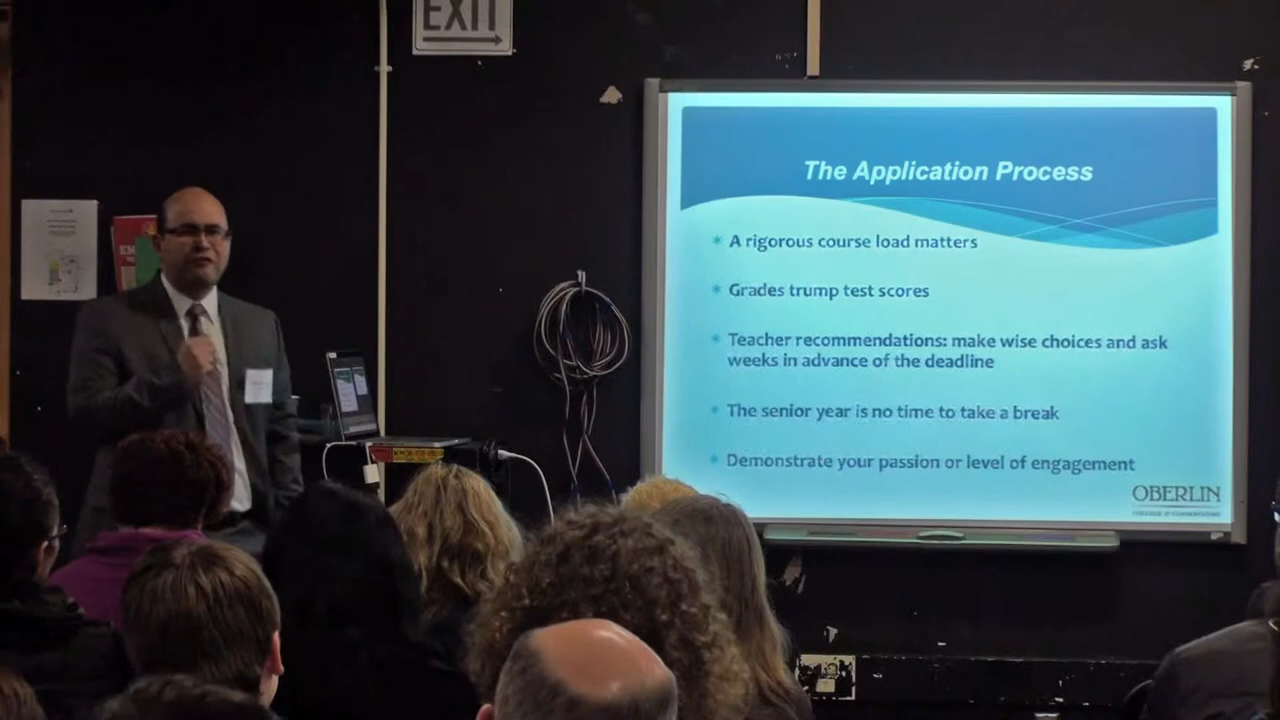 EXIT
The Application Process
* A rigorous course load matters
* Grades trump test scores
* Teacher recommendations: make wise choices and ask
weeks in advance of the deadline
* The senior year is no time to take a break
* Demonstrate your passion or level of engagement
OBERLIN